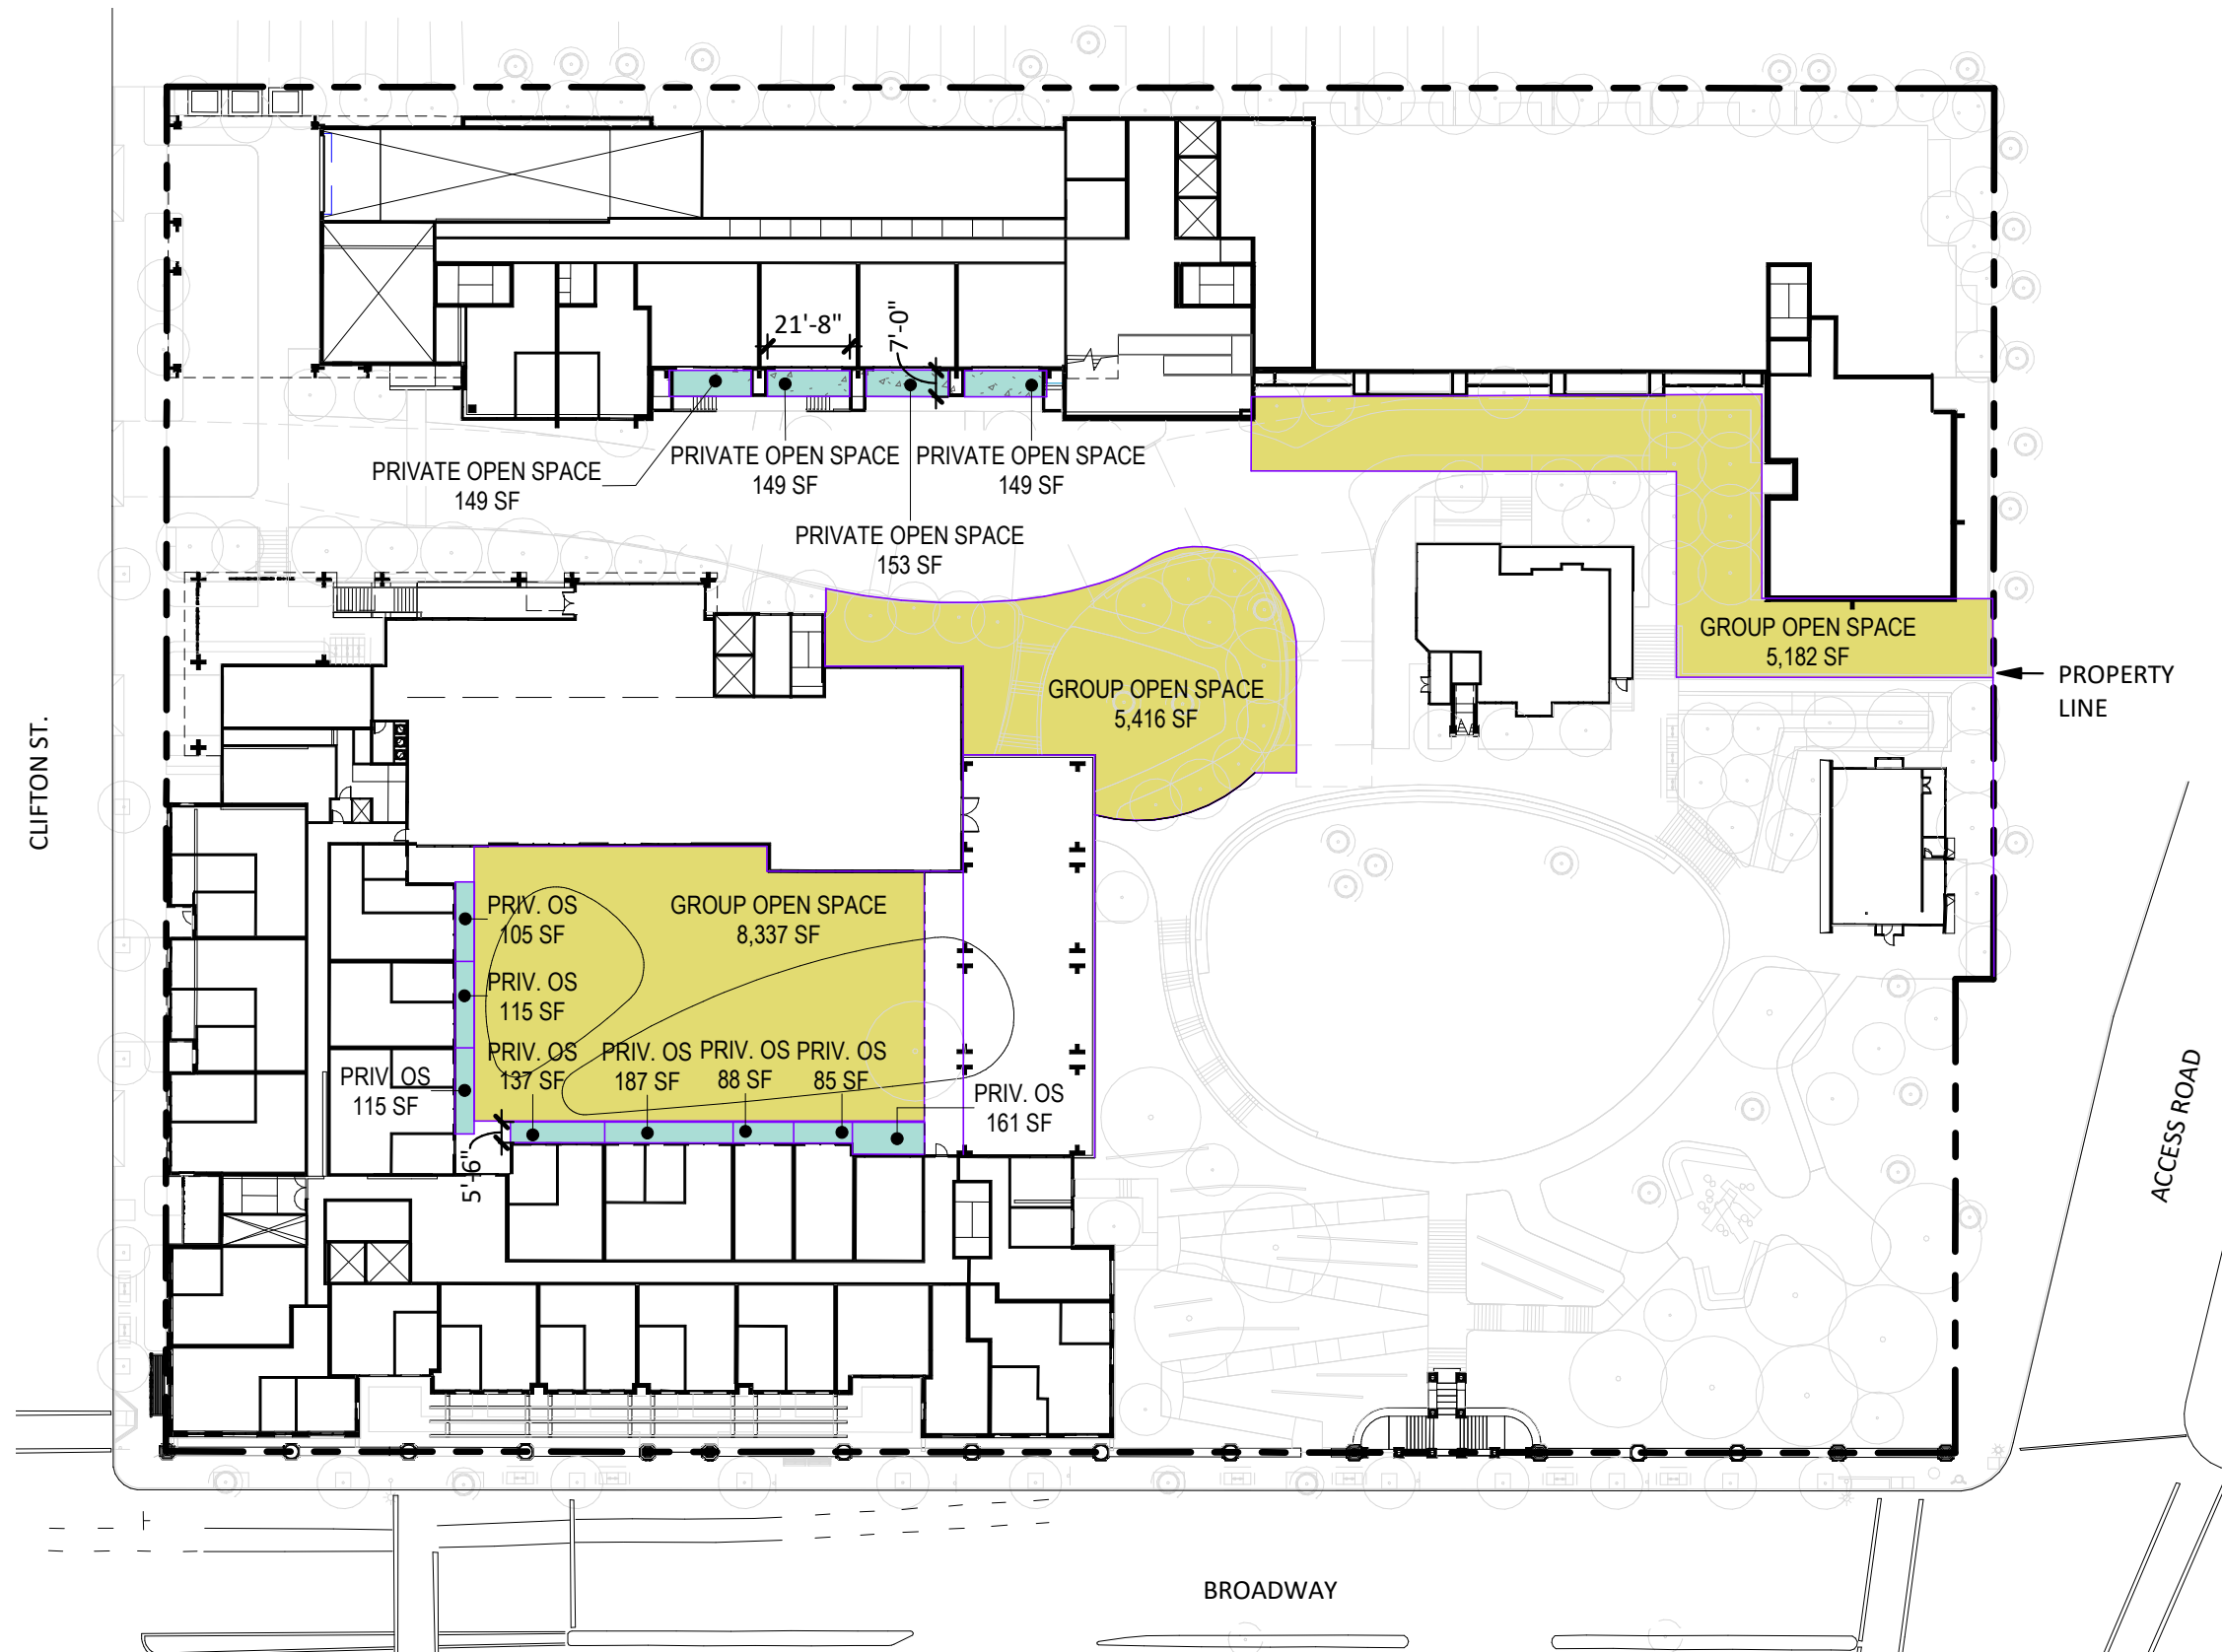 21'-8"
7'-0"
PRIVATE OPEN SPACE
149 SF
PRIVATE OPEN SPACE
149 SF
PRIVATE OPEN SPACE
149 SF
PRIVATE OPEN SPACE
153 SF
GROUP OPEN SPACE
5,182 SF
PROPERTY
LINE
GROUP OPEN SPACE
5,416 SF
CLIFTON ST.
PRIV. OS
105 SF
GROUP OPEN SPACE
8,337 SF
PRIV. OS
115 SF
PRIV. OS
137 SF
PRIV. OS
187 SF
PRIV. OS
88 SF
PRIV. OS
85 SF
PRIV. OS
115 SF
PRIV. OS
161 SF
5'-6"
ACCESS ROAD
BROADWAY